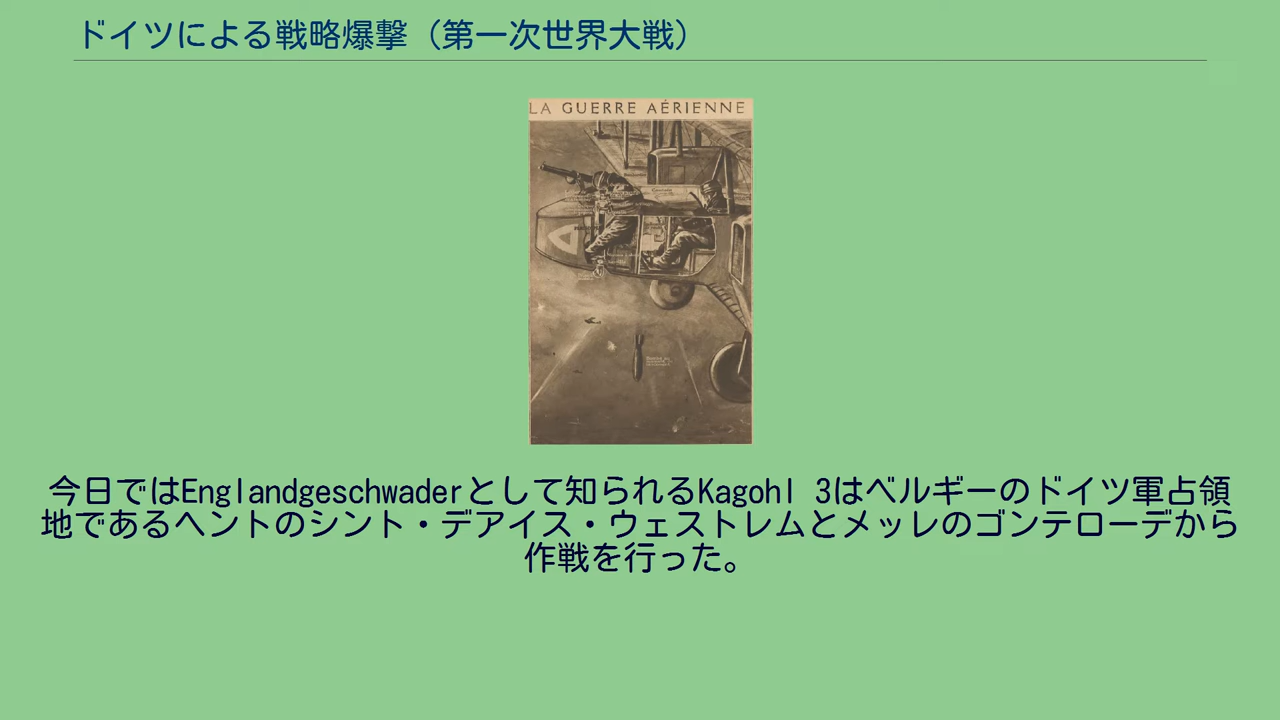 ドイツによる戦略爆撃（第一次世界大戦）
LA GUERRE AÉRIENNE
今日ではEnglandgeschwaderとして知られるKagohl 3はベルギーのドイツ軍占領
地であるヘントのシント・デアイス・ウェストレムとメッレのゴンテローデから
作戦を行った。